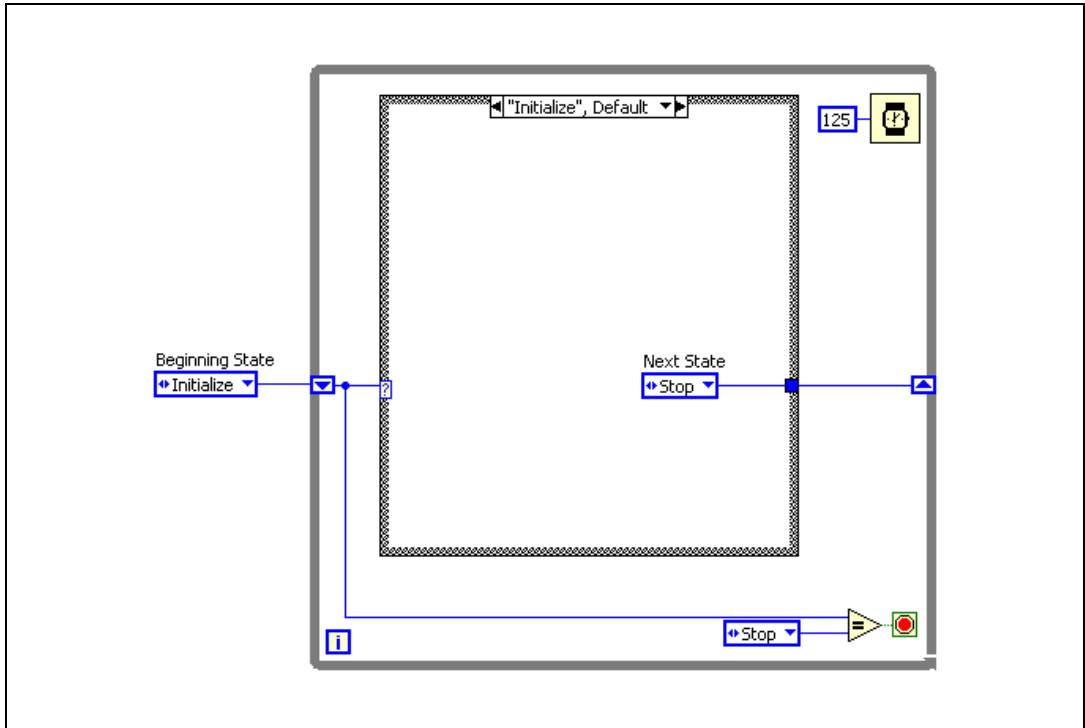 "Initialize", Default
125
Beginning State
Initialize
?
Next State
Stop
i
Stop
=